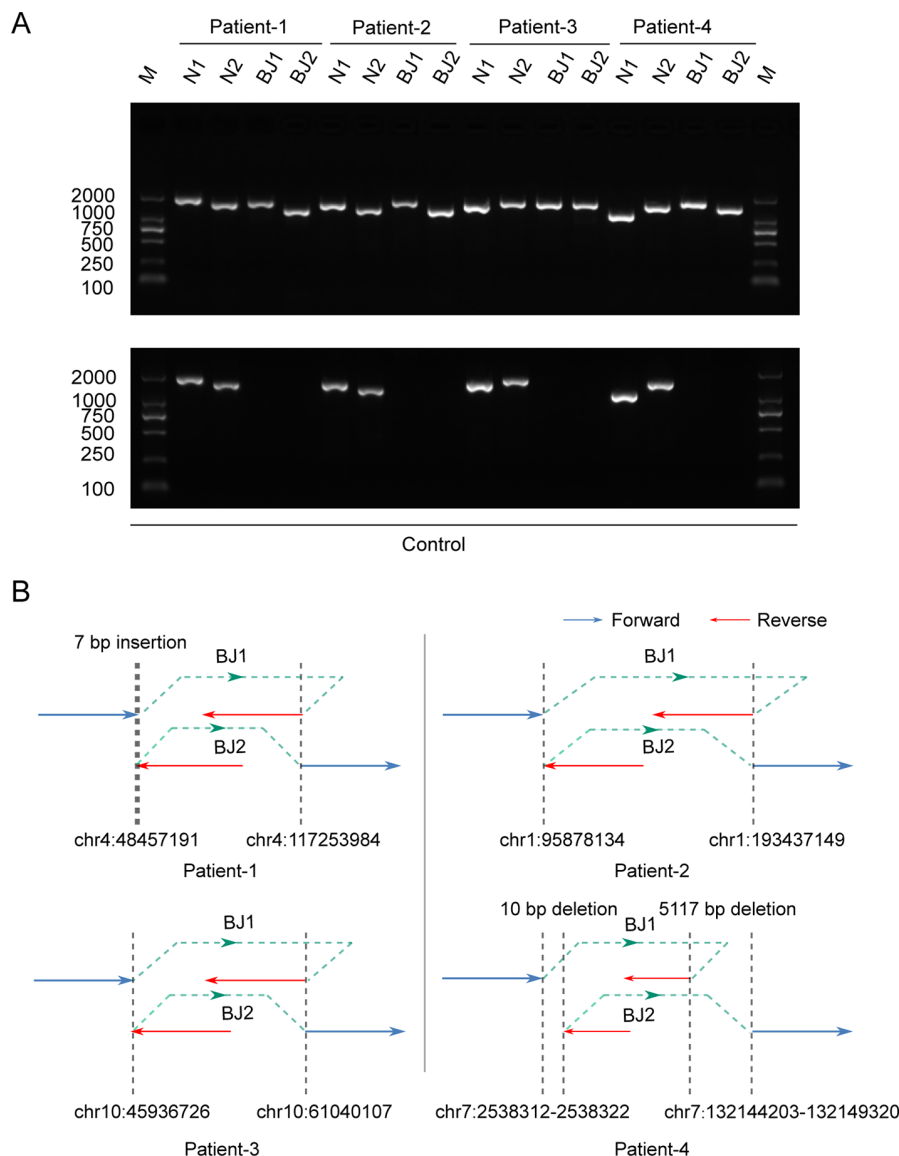 A
Patient-1 Patient-2 Patient-3 Patient-4
M N1 N2 BJ1 BJ2 N1 N2 BJ1 BJ2 N1 N2 BJ1 BJ2 N1 N2 BJ1 BJ2 M
2000
1000
750
500
250
100
2000
1000
750
500
250
100
Control
B
Forward Reverse
7 bp insertion
BJ1
BJ2
chr4:48457191 chr4:117253984
Patient-1
BJ1
BJ2
chr1:95878134 chr1:193437149
Patient-2
BJ1
BJ2
chr10:45936726 chr10:61040107
Patient-3
10 bp deletion 5117 bp deletion
BJ1
BJ2
chr7:2538312-2538322 chr7:132144203-132149320
Patient-4